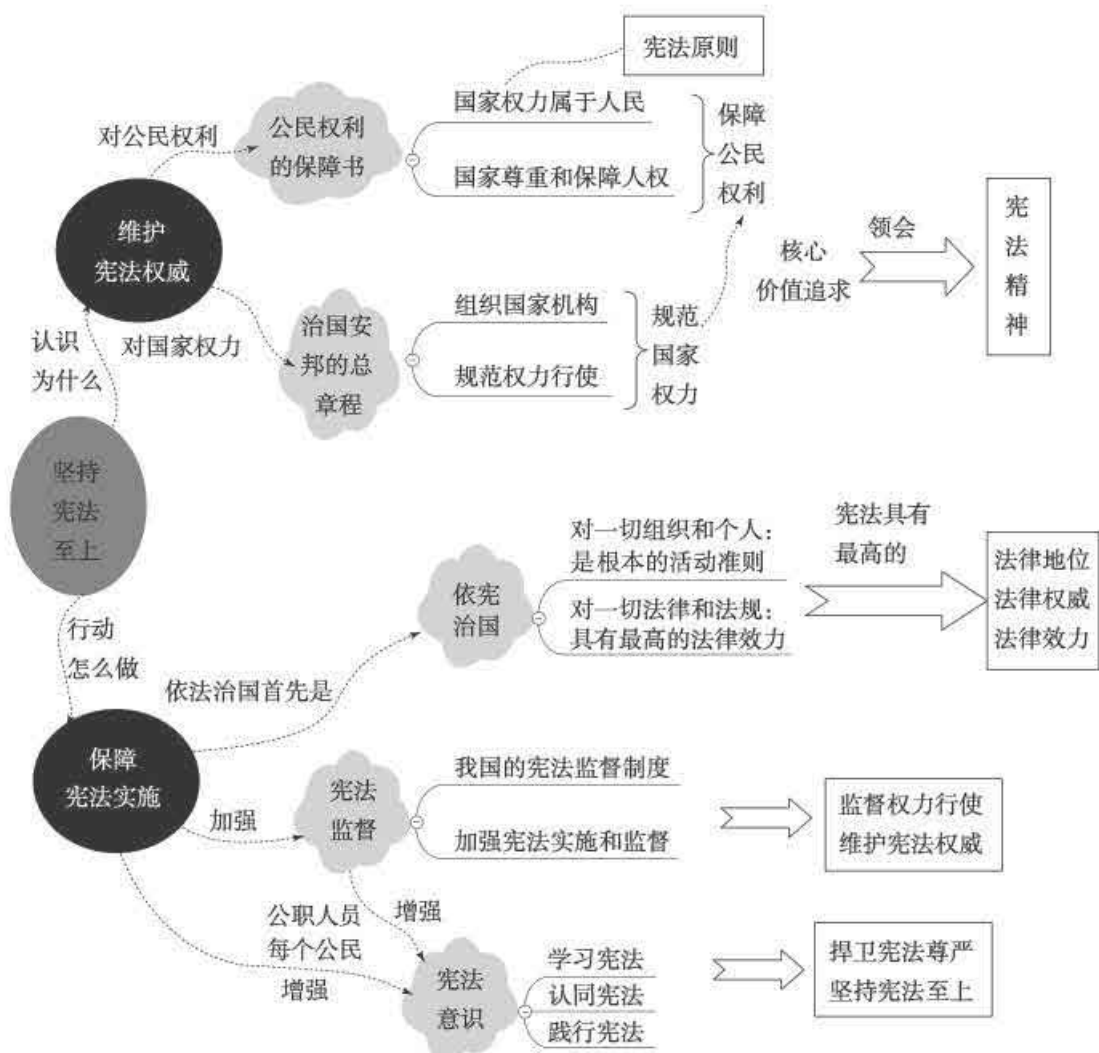 宪法原则
国家权力属于人民
国家尊重和保障人权
保障
公民
权利
对公民权利
公民权利
的保障书
维护
宪法权威
对国家权力
治国安
邦的总
章程
组织国家机构
规范权力行使
规范
国家
权力
核心
价值追求
领会
宪
法
精
神
认识
为什么
坚持
宪法
至上
行动
怎么做
保障
宪法实施
依法治国首先是
依宪
治国
对一切组织和个人:
是根本的活动准则
对一切法律和法规:
具有最高的法律效力
宪法具有
最高的
法律地位
法律权威
法律效力
加强
宪法
监督
我国的宪法监督制度
加强宪法实施和监督
监督权力行使
维护宪法权威
公职人员
每个公民
增强
增强
宪法
意识
学习宪法
认同宪法
践行宪法
捍卫宪法尊严
坚持宪法至上